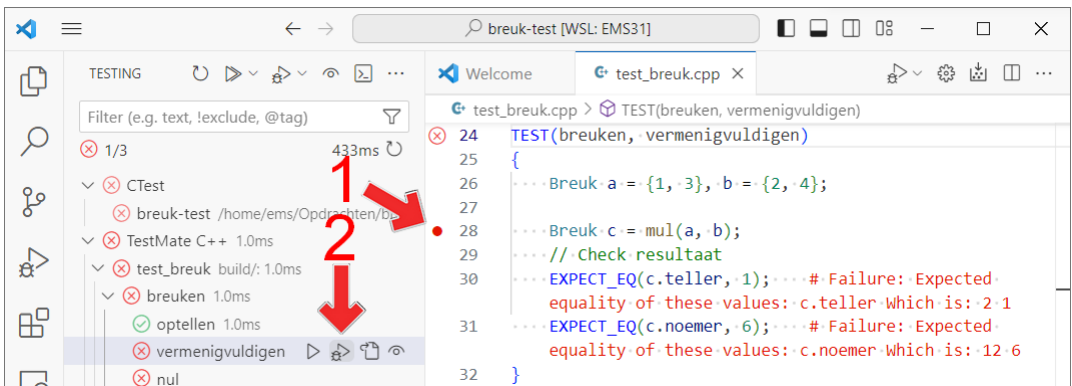 breuk-test [WSL: EMS31]
TESTING
Welcome
test_breuk.cpp
Filter (e.g. text, !exclude, @tag)
test_breuk.cpp > TEST(breuken, vermenigvuldigen)
1/3
433ms
CTest
breuk-test /home/ems/Opdrachten/
TestMate C++ 1.0ms
test_breuk build/: 1.0ms
breuken 1.0ms
optellen 1.0ms
vermenigvuldigen
nul
1
2
24 TEST(breuken, vermenigvuldigen)
25 {
26 Breuk a = {1, 3}, b = {2, 4};
27
28 Breuk c = mul(a, b);
29 // Check resultaat
30 EXPECT_EQ(c.teller, 1); # Failure: Expected
equality of these values: c.teller Which is: 2 1
31 EXPECT_EQ(c.noemer, 6); # Failure: Expected
equality of these values: c.noemer Which is: 12 6
32 }